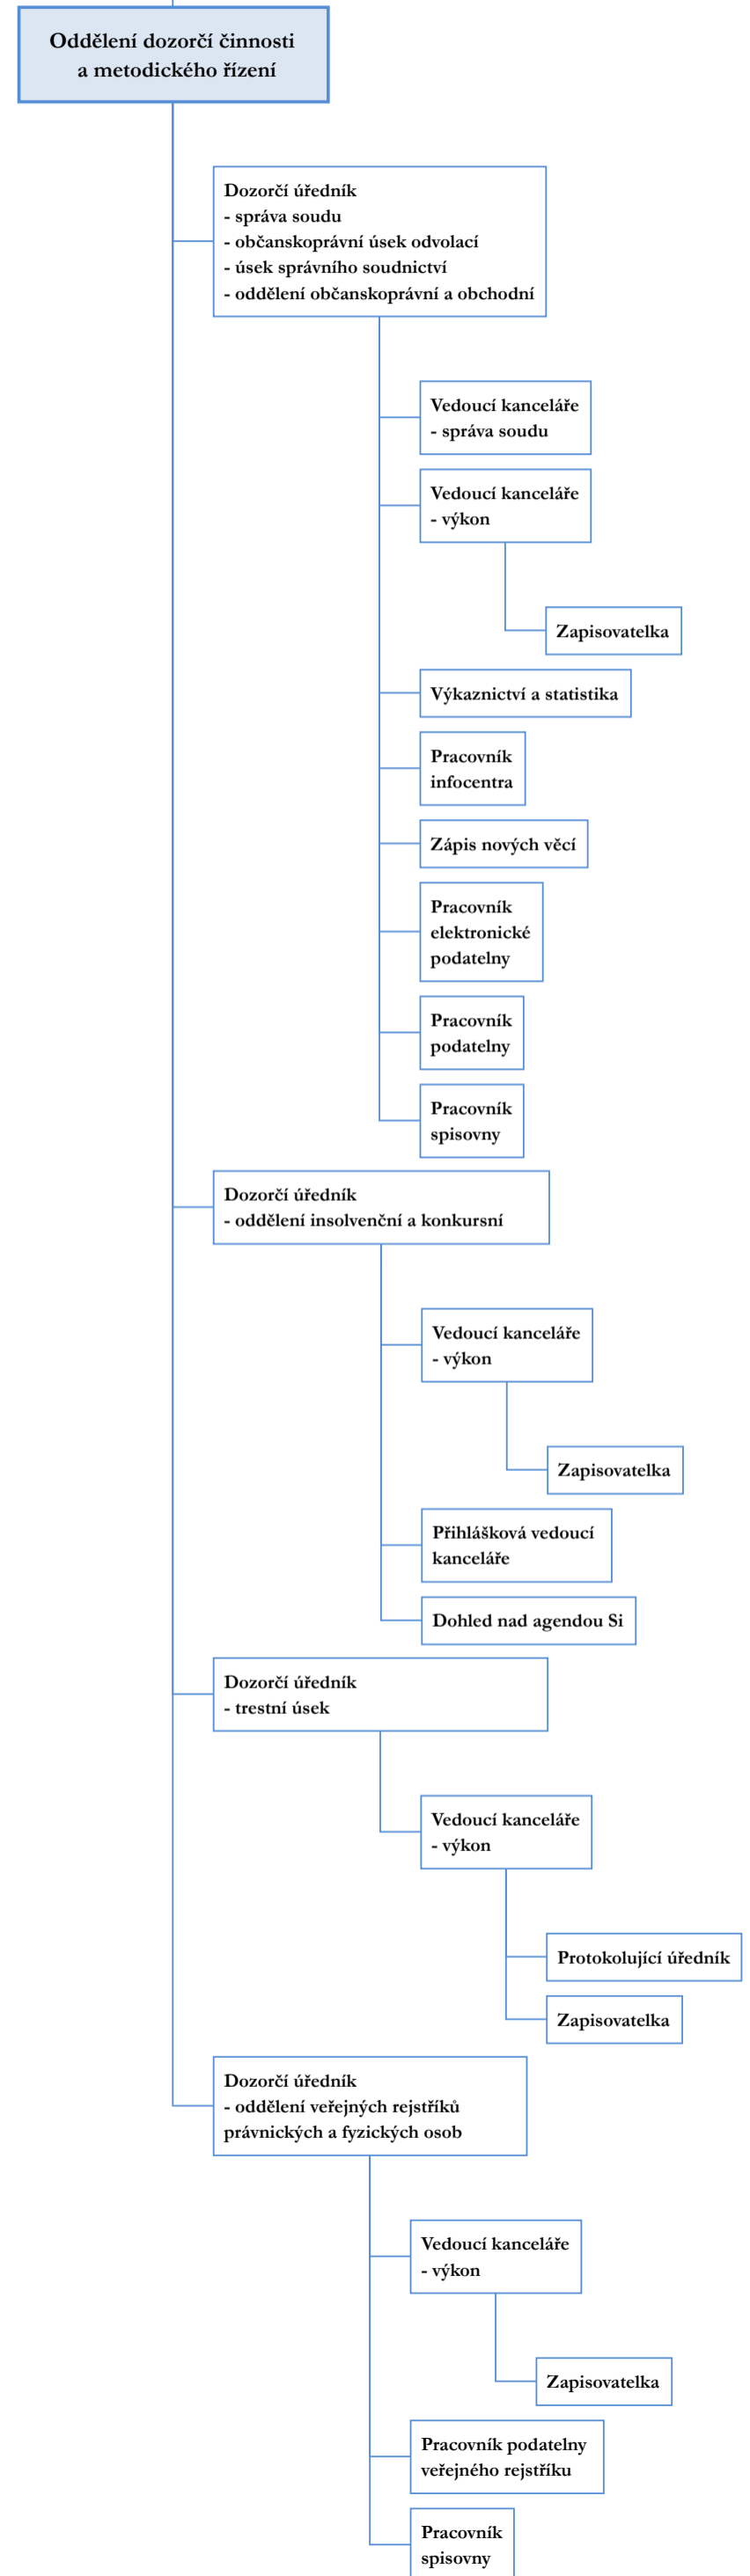 Oddělení dozorčí činnosti
a metodického řízení
Dozorčí úředník
- správa soudu
- občanskoprávní úsek odvolací
- úsek správního soudnictví
- oddělení občanskoprávní a obchodní
Vedoucí kanceláře
- správa soudu
Vedoucí kanceláře
- výkon
Zapisovatelka
Výkaznictví a statistika
Pracovník
infocentra
Zápis nových věcí
Pracovník
elektronické
podatelny
Pracovník
podatelny
Pracovník
spisovny
Dozorčí úředník
- oddělení insolvenční a konkursní
Vedoucí kanceláře
- výkon
Zapisovatelka
Přihlášková vedoucí
kanceláře
Dohled nad agendou Si
Dozorčí úředník
- trestní úsek
Vedoucí kanceláře
- výkon
Protokolující úředník
Zapisovatelka
Dozorčí úředník
- oddělení veřejných rejstříků
právnických a fyzických osob
Vedoucí kanceláře
- výkon
Zapisovatelka
Pracovník podatelny
veřejného rejstříku
Pracovník
spisovny